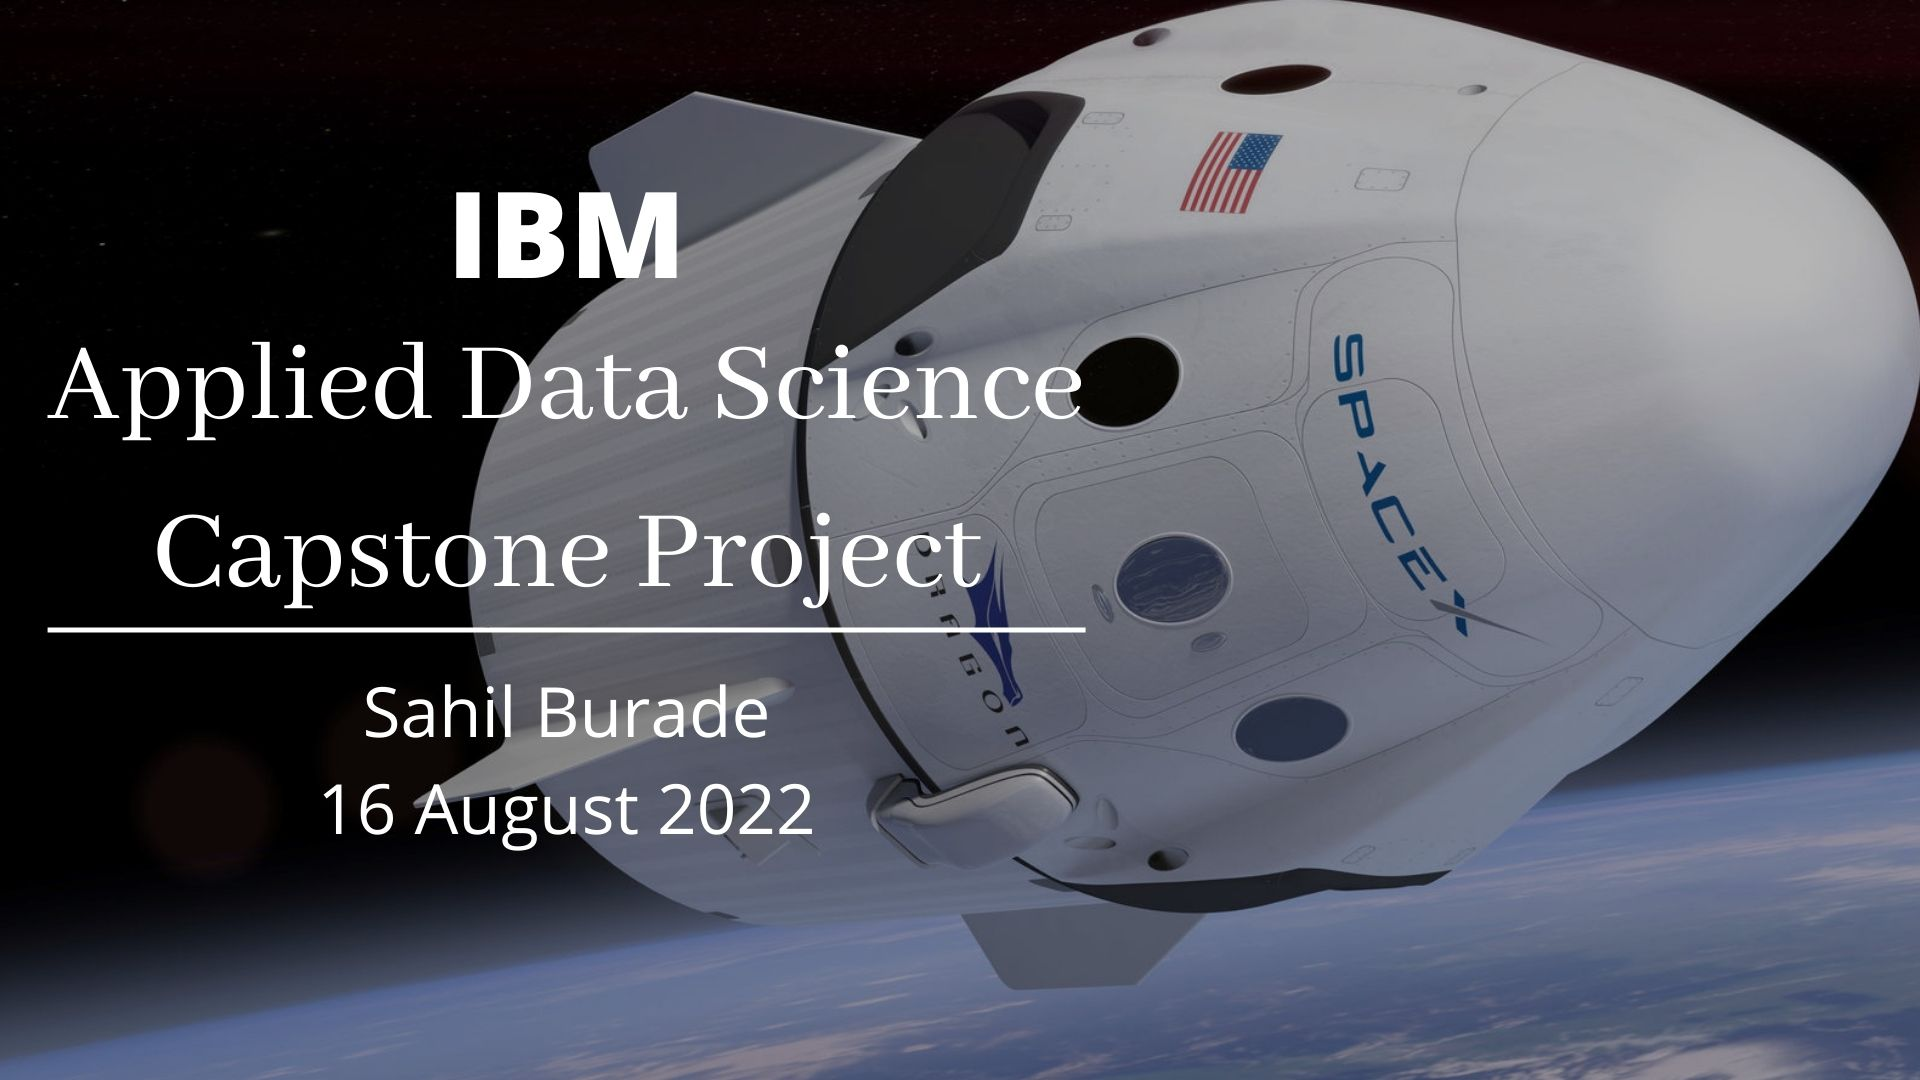 IBM
Applied Data Science
Capstone Project
Sahil Burade
16 August 2022
SPACEX
DRAGON